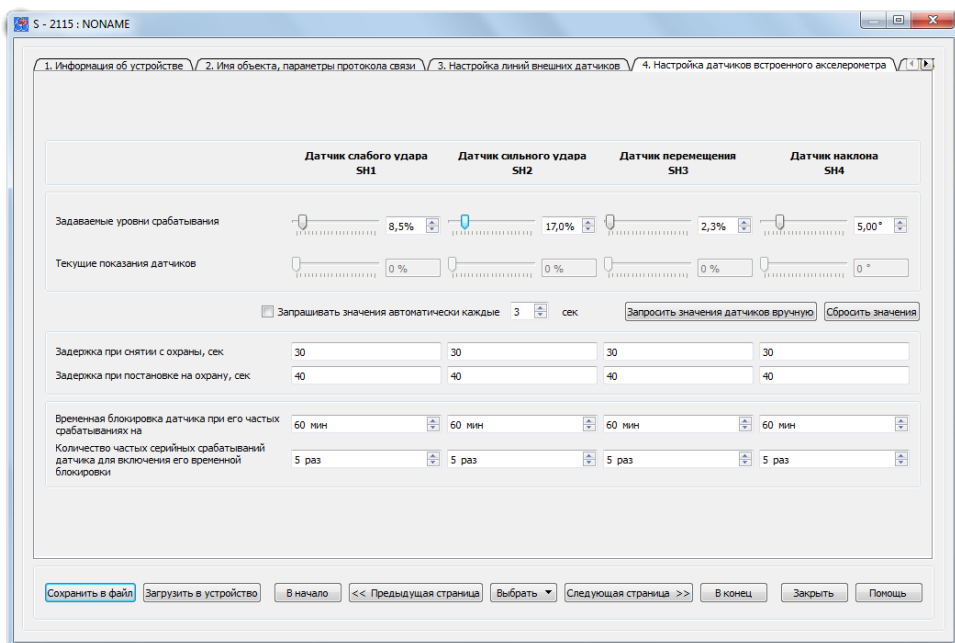 S - 2115 : NONAME
1. Информация об устройстве 2. Имя объекта, параметры протокола связи 3. Настройка линий внешних датчиков 4. Настройка датчиков встроенного акселерометра
Датчик слабого удара SH1
Датчик сильного удара SH2
Датчик перемещения SH3
Датчик наклона SH4
Задаваемые уровни срабатывания 8,5% 17,0% 2,3% 5,00°
Текущие показания датчиков 0 % 0 % 0 % 0 °
Запрашивать значения автоматически каждые 3 сек Запросить значения датчиков вручную Сбросить значения
Задержка при снятии с охраны, сек 30 30 30 30
Задержка при постановке на охрану, сек 40 40 40 40
Временная блокировка датчика при его частых
срабатываниях на 60 мин 60 мин 60 мин 60 мин
Количество частых серийных срабатываний
датчика для включения его временной 5 раз 5 раз 5 раз 5 раз
блокировки
Сохранить в файл Загрузить в устройство В начало << Предыдущая страница Выбрать Следующая страница >> В конец Закрыть Помощь